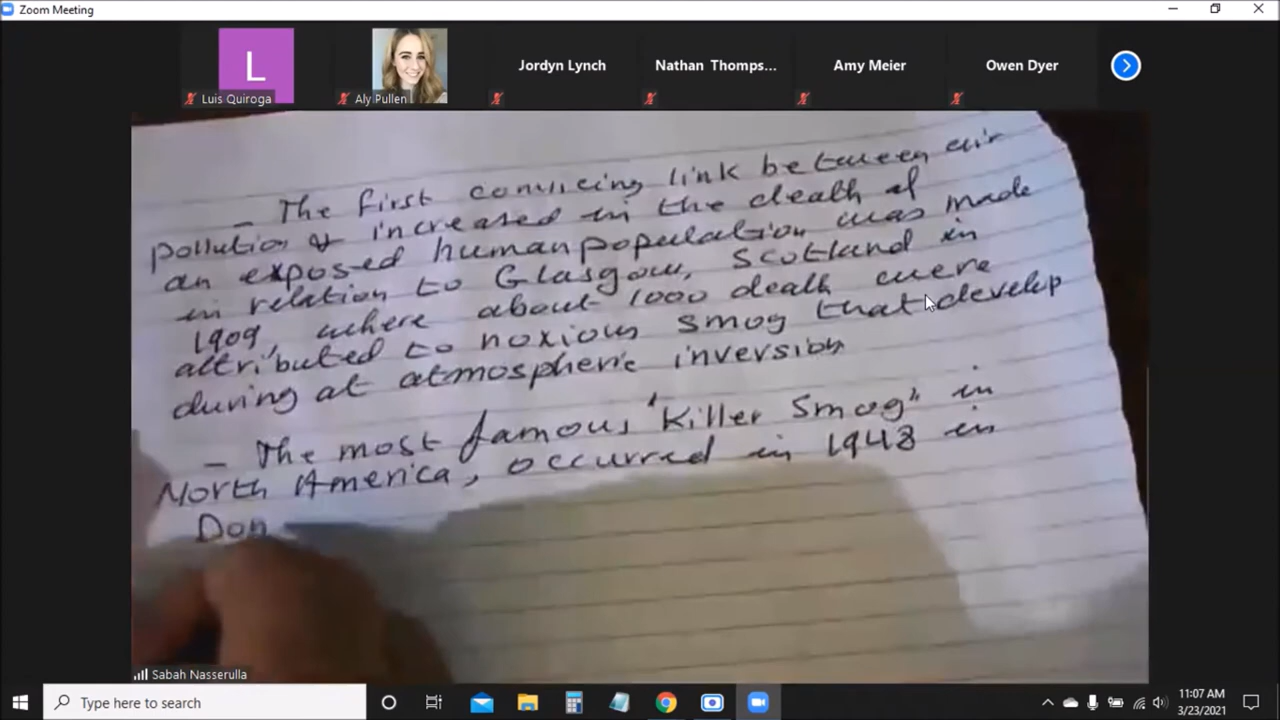 Zoom Meeting
L
Luis Quiroga
Aly Pullen
Jordyn Lynch
Nathan Thomps...
Amy Meier
Owen Dyer
- The first convicing link between air
pollution & increased in the death of
an exposed human population was made
in relation to Glasgow, Scotland in
1909, where about 1000 death were
attributed to noxious smog that develop
during at atmospheric inversion
- The most famous "Killer Smog" in
North America, occurred in 1948 in
Don
Sabah Nasserulla
Type here to search
11:07 AM
3/23/2021